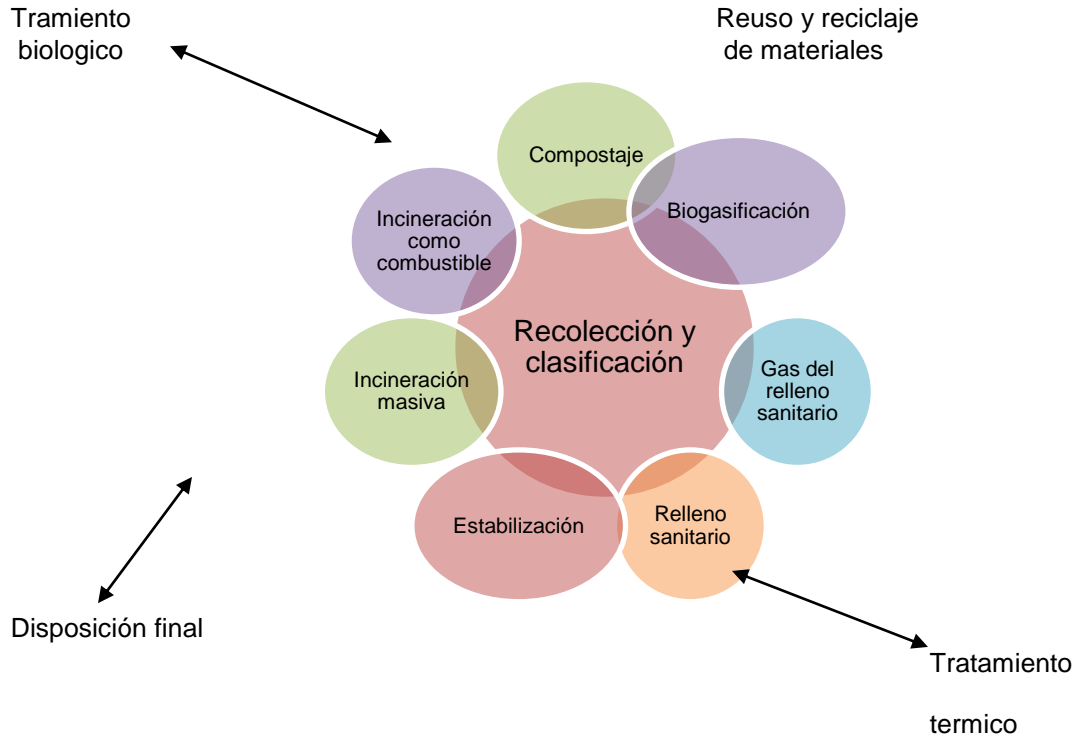 Tramiento
biologico
Reuso y reciclaje
de materiales
Compostaje
Biogasificación
Incineración
como
combustible
Recolección y
clasificación
Incineración
masiva
Gas del
relleno
sanitario
Estabilización
Relleno
sanitario
Disposición final
Tratamiento
termico